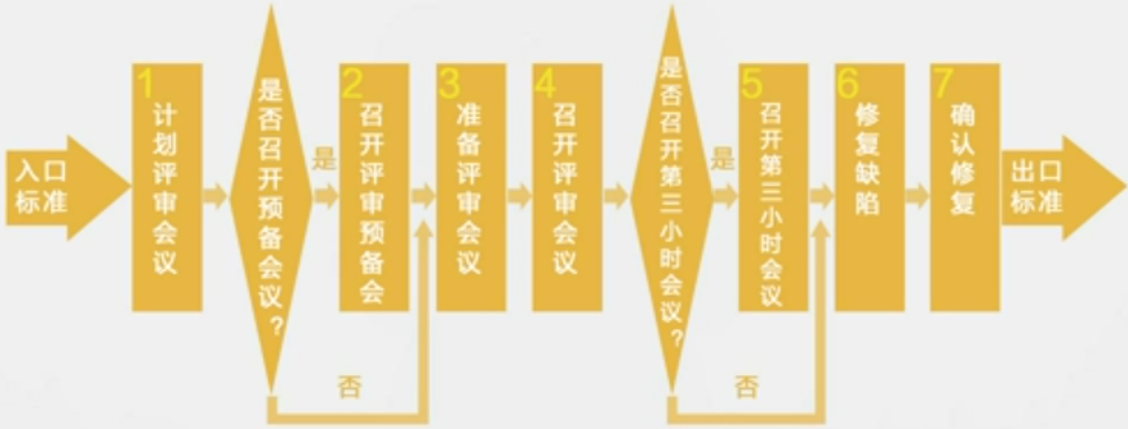 入口
标准
1
计划评审会议
是否召开预备会议？
是
否
2
召开评审预备会
3
准备评审会议
4
召开评审会议
是否召开第三小时会议？
是
否
5
召开第三小时会议
6
修复缺陷
7
确认修复
出口
标准